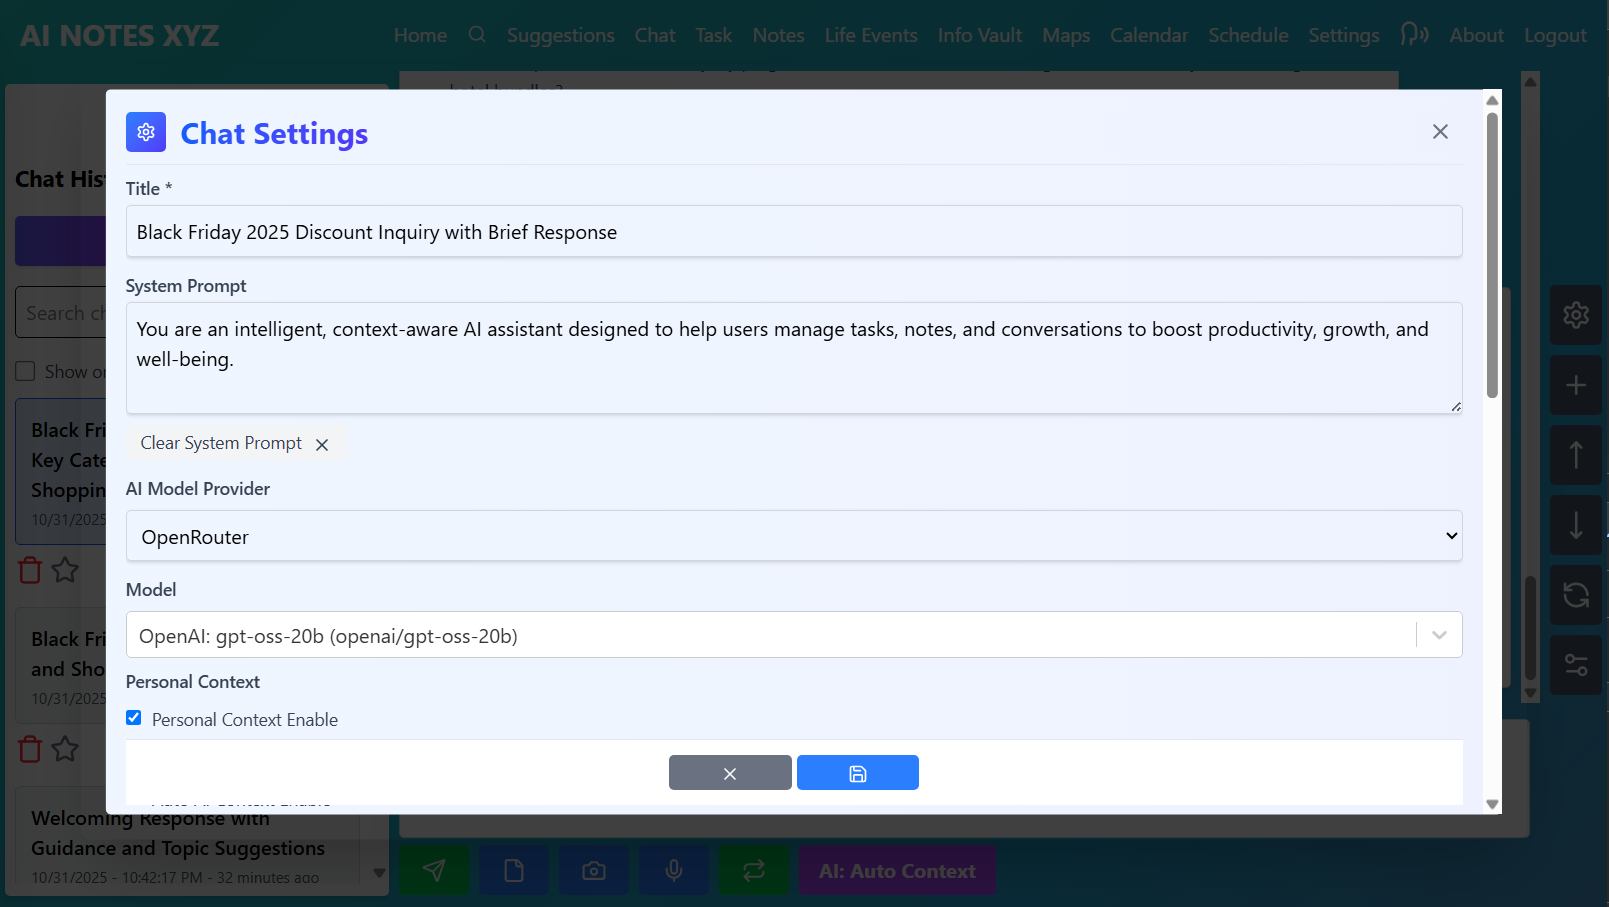 AI NOTES XYZ
Home Suggestions Chat Task Notes Life Events Info Vault Maps Calendar Schedule Settings About Logout
Chat Settings
Title *
Black Friday 2025 Discount Inquiry with Brief Response
System Prompt
You are an intelligent, context-aware AI assistant designed to help users manage tasks, notes, and conversations to boost productivity, growth, and
well-being.
Clear System Prompt
AI Model Provider
OpenRouter
Model
OpenAI: gpt-oss-20b (openai/gpt-oss-20b)
Personal Context
Personal Context Enable
Chat His
Search ch
Show or
Black Fri
Key Cate
Shoppin
10/31/2025
Black Fri
and Sho
10/31/2025
Welcoming Response with
Guidance and Topic Suggestions
10/31/2025 - 10:42:17 PM - 32 minutes ago
AI: Auto Context